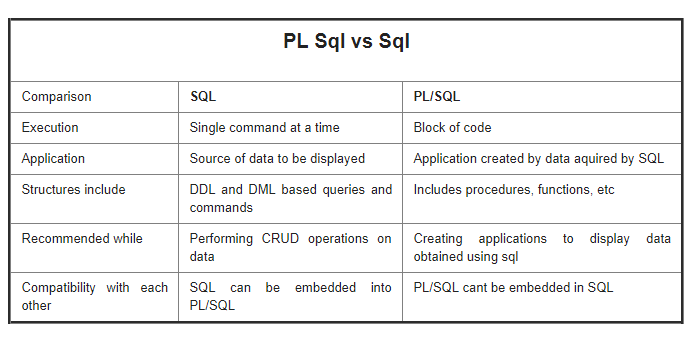 PL Sql vs Sql
Comparison SQL PL/SQL
Execution Single command at a time Block of code
Application Source of data to be displayed Application created by data aquired by SQL
Structures include DDL and DML based queries and Includes procedures, functions, etc
commands
Recommended while Performing CRUD operations on Creating applications to display data
data obtained using sql
Compatibility with each SQL can be embedded into PL/SQL cant be embedded in SQL
other PL/SQL